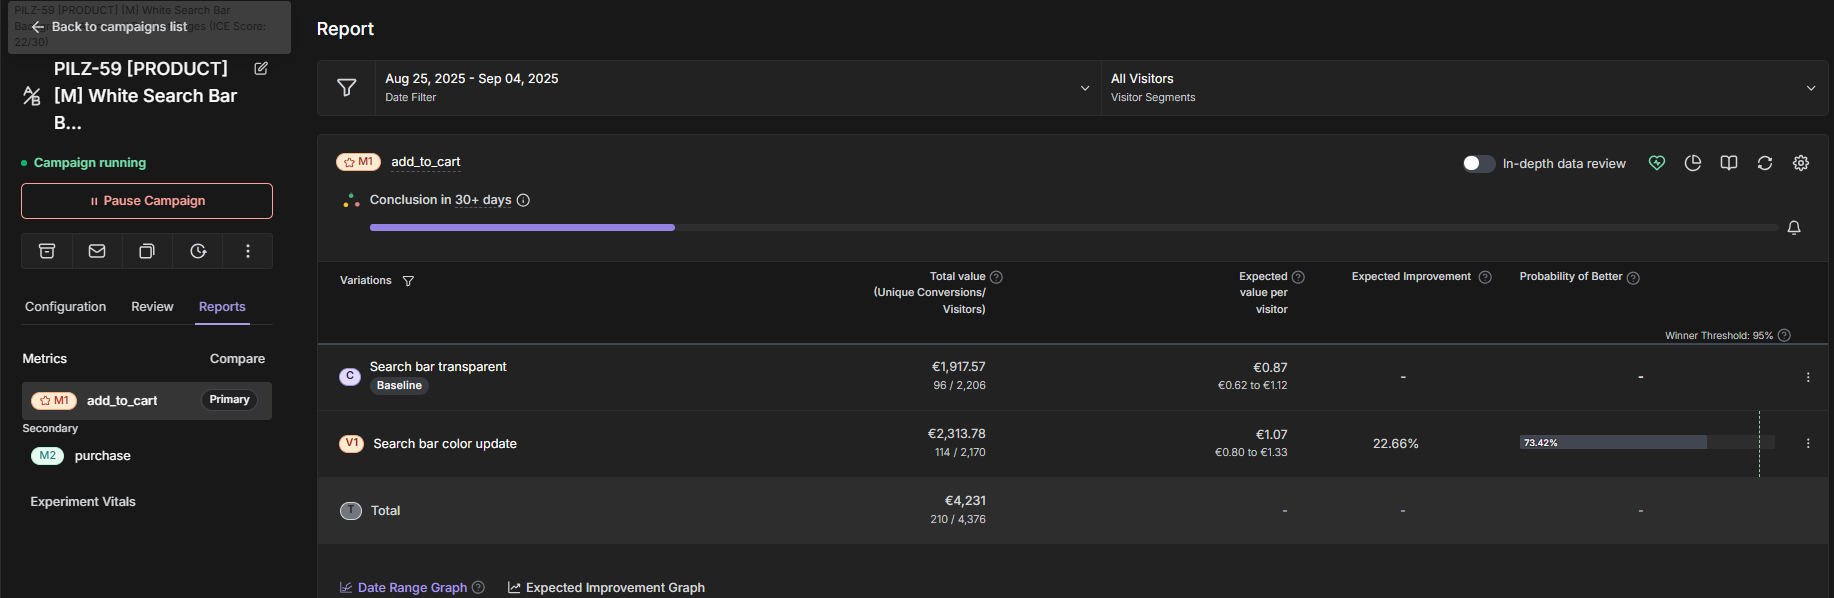 PILZ-59 [PRODUCT] [M] White Search Bar
Back to campaigns list
ges (ICE Score:
22/30)
PILZ-59 [PRODUCT]
[M] White Search Bar
B...
Campaign running
Pause Campaign
Configuration
Review
Reports
Metrics
Compare
M1
add_to_cart
Primary
Secondary
M2
purchase
Experiment Vitals
Report
Aug 25, 2025 - Sep 04, 2025
Date Filter
All Visitors
Visitor Segments
M1
add_to_cart
In-depth data review
Conclusion in 30+ days
Variations
Total value
(Unique Conversions/
Visitors)
Expected
value per
visitor
Expected Improvement
Probability of Better
Winner Threshold: 95%
C
Search bar transparent
Baseline
€1,917.57
96 / 2,206
€0.87
€0.62 to €1.12
-
-
V1
Search bar color update
€2,313.78
114 / 2,170
€1.07
€0.80 to €1.33
22.66%
73.42%
T
Total
€4,231
210 / 4,376
-
-
-
Date Range Graph
Expected Improvement Graph